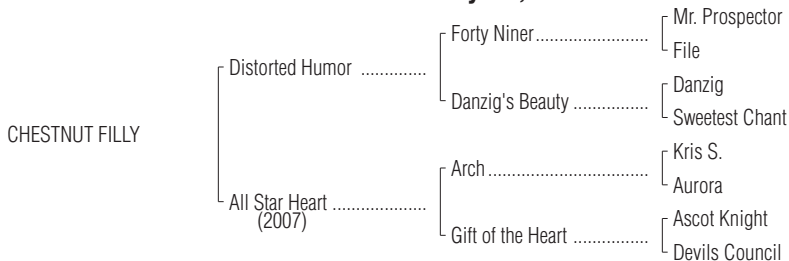 Mr. Prospector
Forty Niner
File
Distorted Humor
Danzig
Danzig's Beauty
Sweetest Chant
CHESTNUT FILLY
Kris S.
Arch
Aurora
All Star Heart
(2007)
Ascot Knight
Gift of the Heart
Devils Council